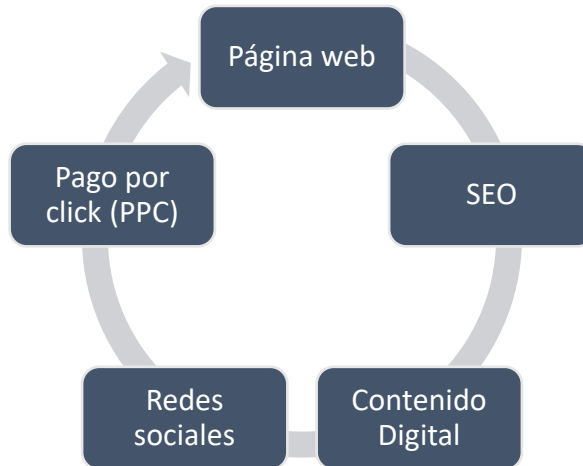 Página web
SEO
Contenido
Digital
Redes
sociales
Pago por
click (PPC)